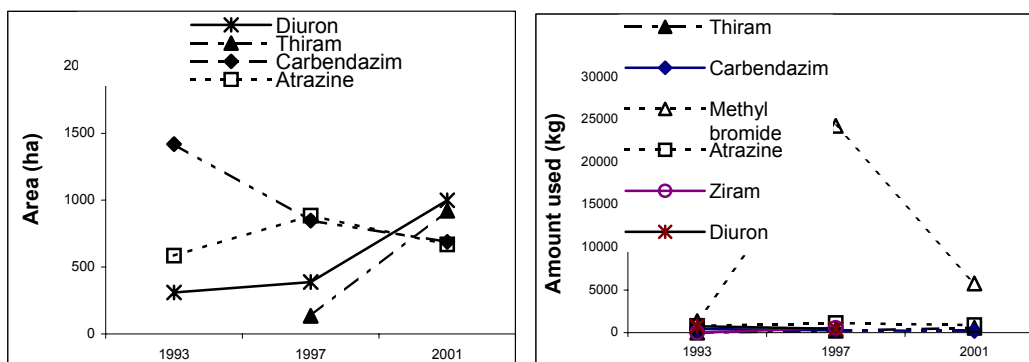 Diuron
Thiram
Carbendazim
Atrazine
20
1500
1000
500
0
Area (ha)
1993 1997 2001
Thiram
Carbendazim
Methyl
bromide
Atrazine
Ziram
Diuron
30000
25000
20000
15000
10000
5000
0
Amount used (kg)
1993 1997 2001